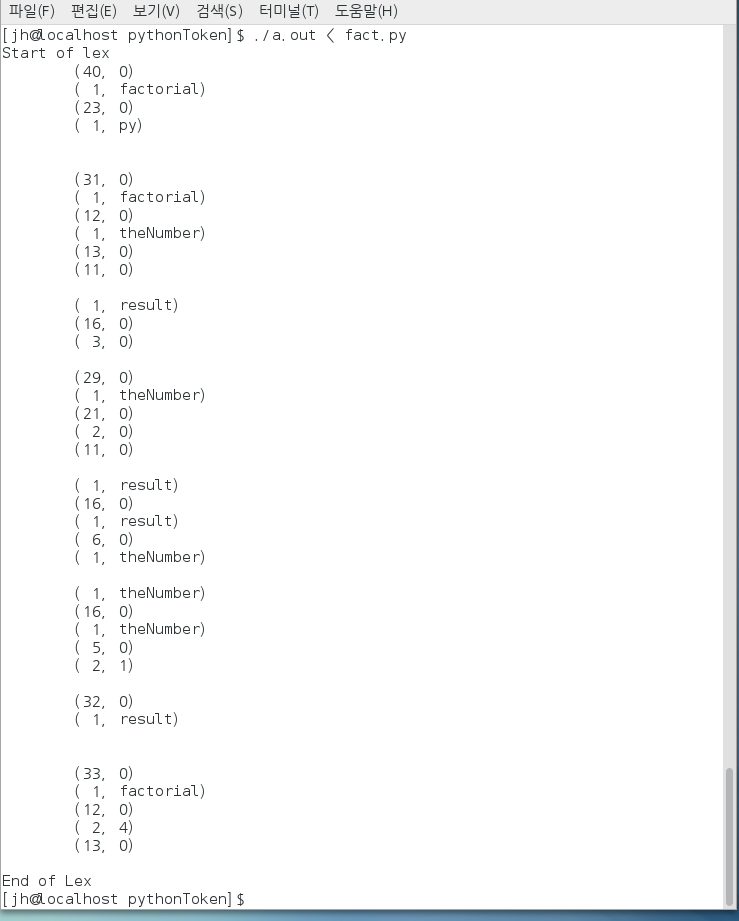 파일(F) 편집(E) 보기(V) 검색(S) 터미널(T) 도움말(H)
[jh@localhost pythonToken]$ ./a.out < fact.py
Start of lex
(40, 0)
( 1, factorial)
(23, 0)
( 1, py)
(31, 0)
( 1, factorial)
(12, 0)
( 1, theNumber)
(13, 0)
(11, 0)
( 1, result)
(16, 0)
( 3, 0)
(29, 0)
( 1, theNumber)
(21, 0)
( 2, 0)
(11, 0)
( 1, result)
(16, 0)
( 1, result)
( 6, 0)
( 1, theNumber)
( 1, theNumber)
(16, 0)
( 1, theNumber)
( 5, 0)
( 2, 1)
(32, 0)
( 1, result)
(33, 0)
( 1, factorial)
(12, 0)
( 2, 4)
(13, 0)
End of Lex
[jh@localhost pythonToken]$